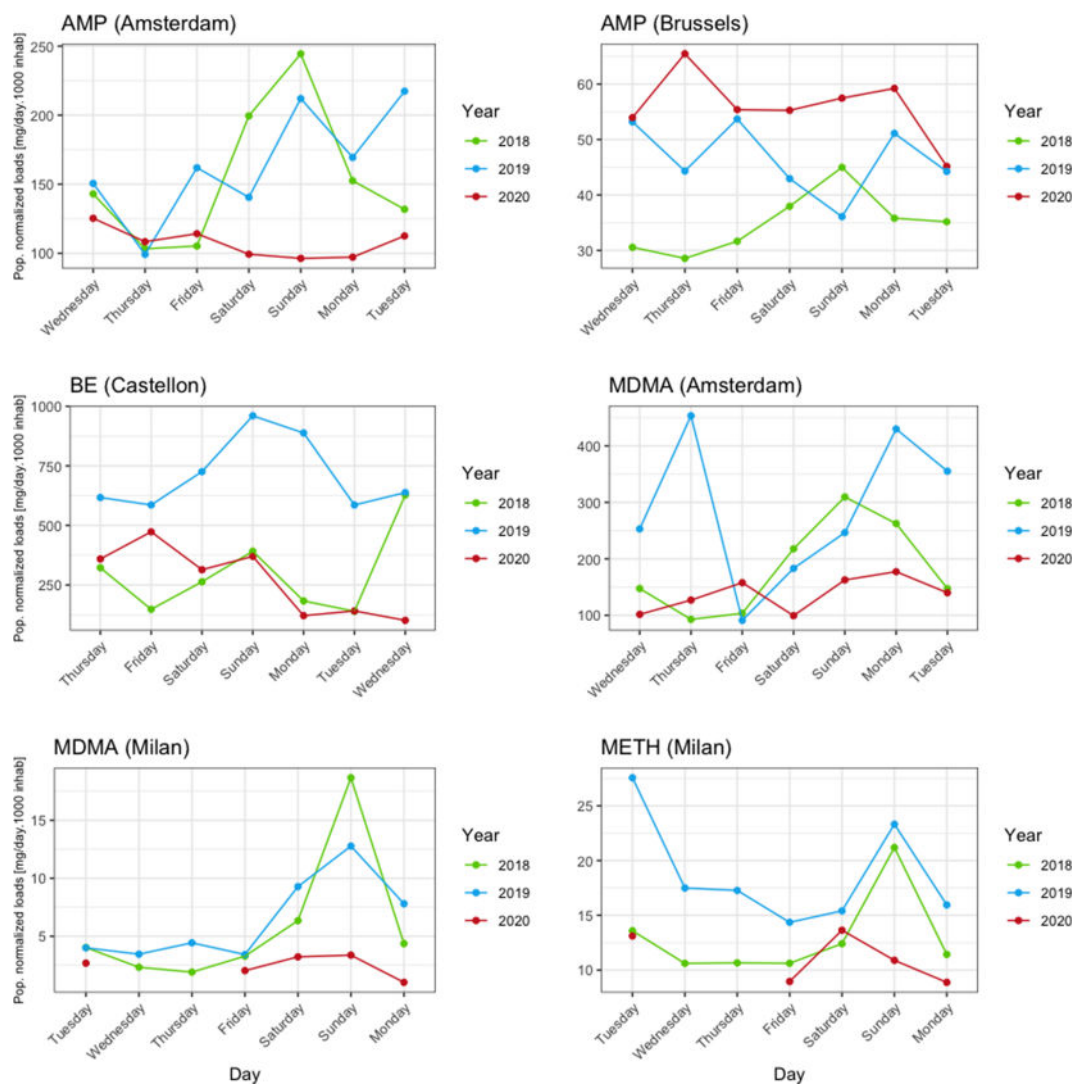 AMP (Amsterdam)
Pop. normalized loads [mg/day.1000 inhab]
250
200
150
100
Wednesday
Thursday
Friday
Saturday
Sunday
Monday
Tuesday
Year
2018
2019
2020
AMP (Brussels)
60
50
40
30
Wednesday
Thursday
Friday
Saturday
Sunday
Monday
Tuesday
Year
2018
2019
2020
BE (Castellon)
Pop. normalized loads [mg/day.1000 inhab]
1000
750
500
250
Thursday
Friday
Saturday
Sunday
Monday
Tuesday
Wednesday
Year
2018
2019
2020
MDMA (Amsterdam)
400
300
200
100
Wednesday
Thursday
Friday
Saturday
Sunday
Monday
Tuesday
Year
2018
2019
2020
MDMA (Milan)
Pop. normalized loads [mg/day.1000 inhab]
15
10
5
Tuesday
Wednesday
Thursday
Friday
Saturday
Sunday
Monday
Day
Year
2018
2019
2020
METH (Milan)
25
20
15
10
Tuesday
Wednesday
Thursday
Friday
Saturday
Sunday
Monday
Day
Year
2018
2019
2020